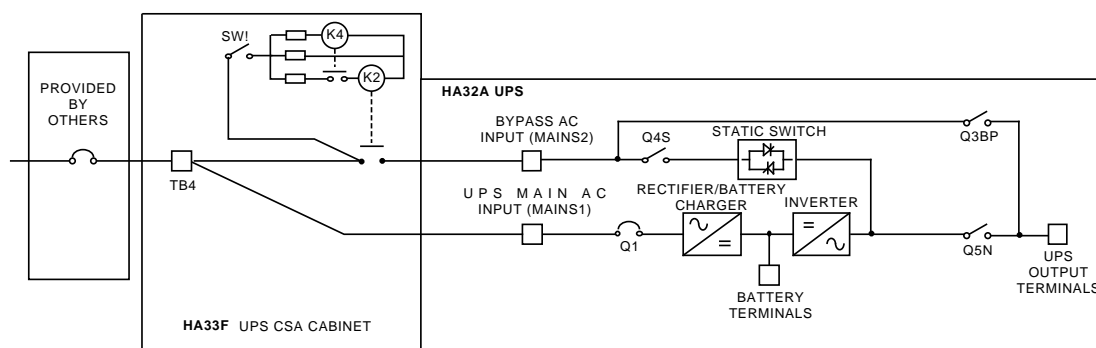 SW!
K4
K2
PROVIDED
BY
OTHERS
TB4
HA33F UPS CSA CABINET
HA32A UPS
BYPASS AC
INPUT (MAINS2)
Q4S
STATIC SWITCH
Q3BP
UPS MAIN AC
INPUT (MAINS1)
Q1
RECTIFIER/BATTERY
CHARGER
INVERTER
BATTERY
TERMINALS
Q5N
UPS
OUTPUT
TERMINALS